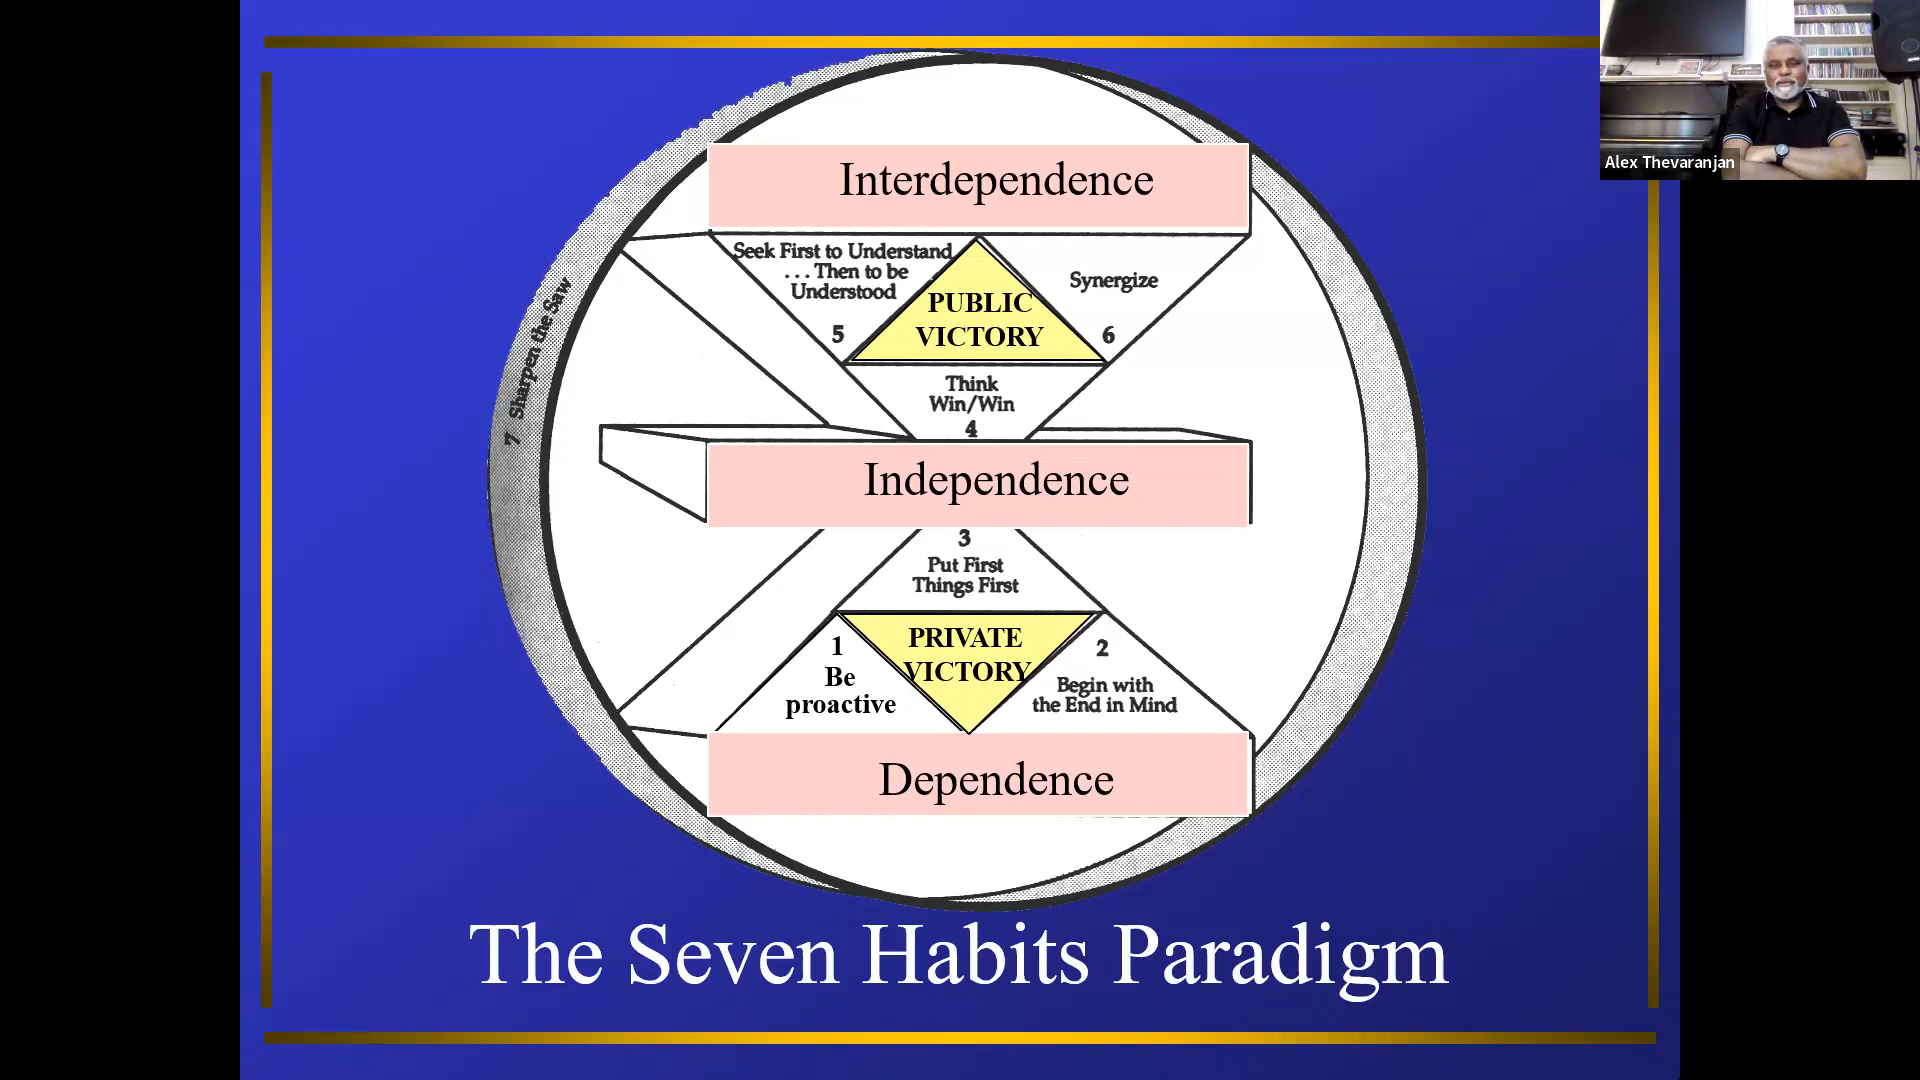 Alex Thevaranjan
Interdependence
Seek First to Understand
. . . Then to be
Understood
5
PUBLIC
VICTORY
Synergize
6
Think
Win/Win
4
7 Sharpen the Saw
Independence
3
Put First
Things First
1
Be
proactive
PRIVATE
VICTORY
2
Begin with
the End in Mind
Dependence
The Seven Habits Paradigm